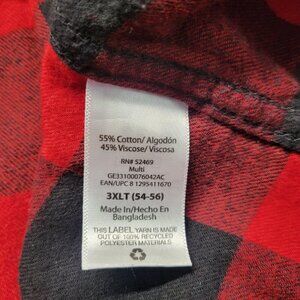 55% Cotton/ Algodón
45% Viscose/ Viscosa
RN# 52469
Multi
GE33100076042AC
EAN/UPC 8 1295411670
3XLT (54-56)
Made In/Hecho En
Bangladesh
THIS LABEL YARN IS MADE
OUT OF 100% RECYCLED
POLYESTER MATERIALS